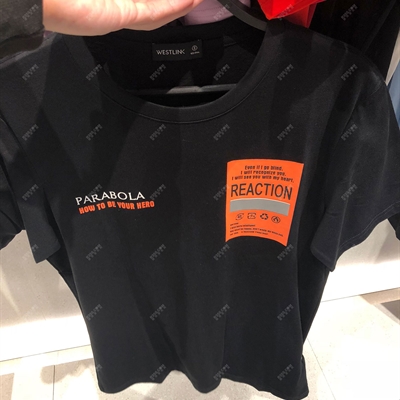 WESTLINK
PARABOLA
HOW TO BE YOUR HERO
Even if I go blind,
I will recognize you.
I will see you with my heart.
REACTION